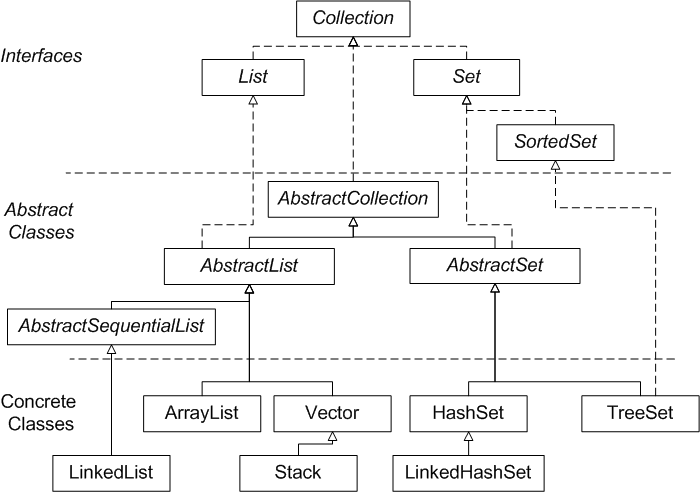 Collection
Interfaces
List
Set
SortedSet
AbstractCollection
Abstract
Classes
AbstractList
AbstractSet
AbstractSequentialList
Concrete
Classes
ArrayList
Vector
HashSet
TreeSet
LinkedList
Stack
LinkedHashSet